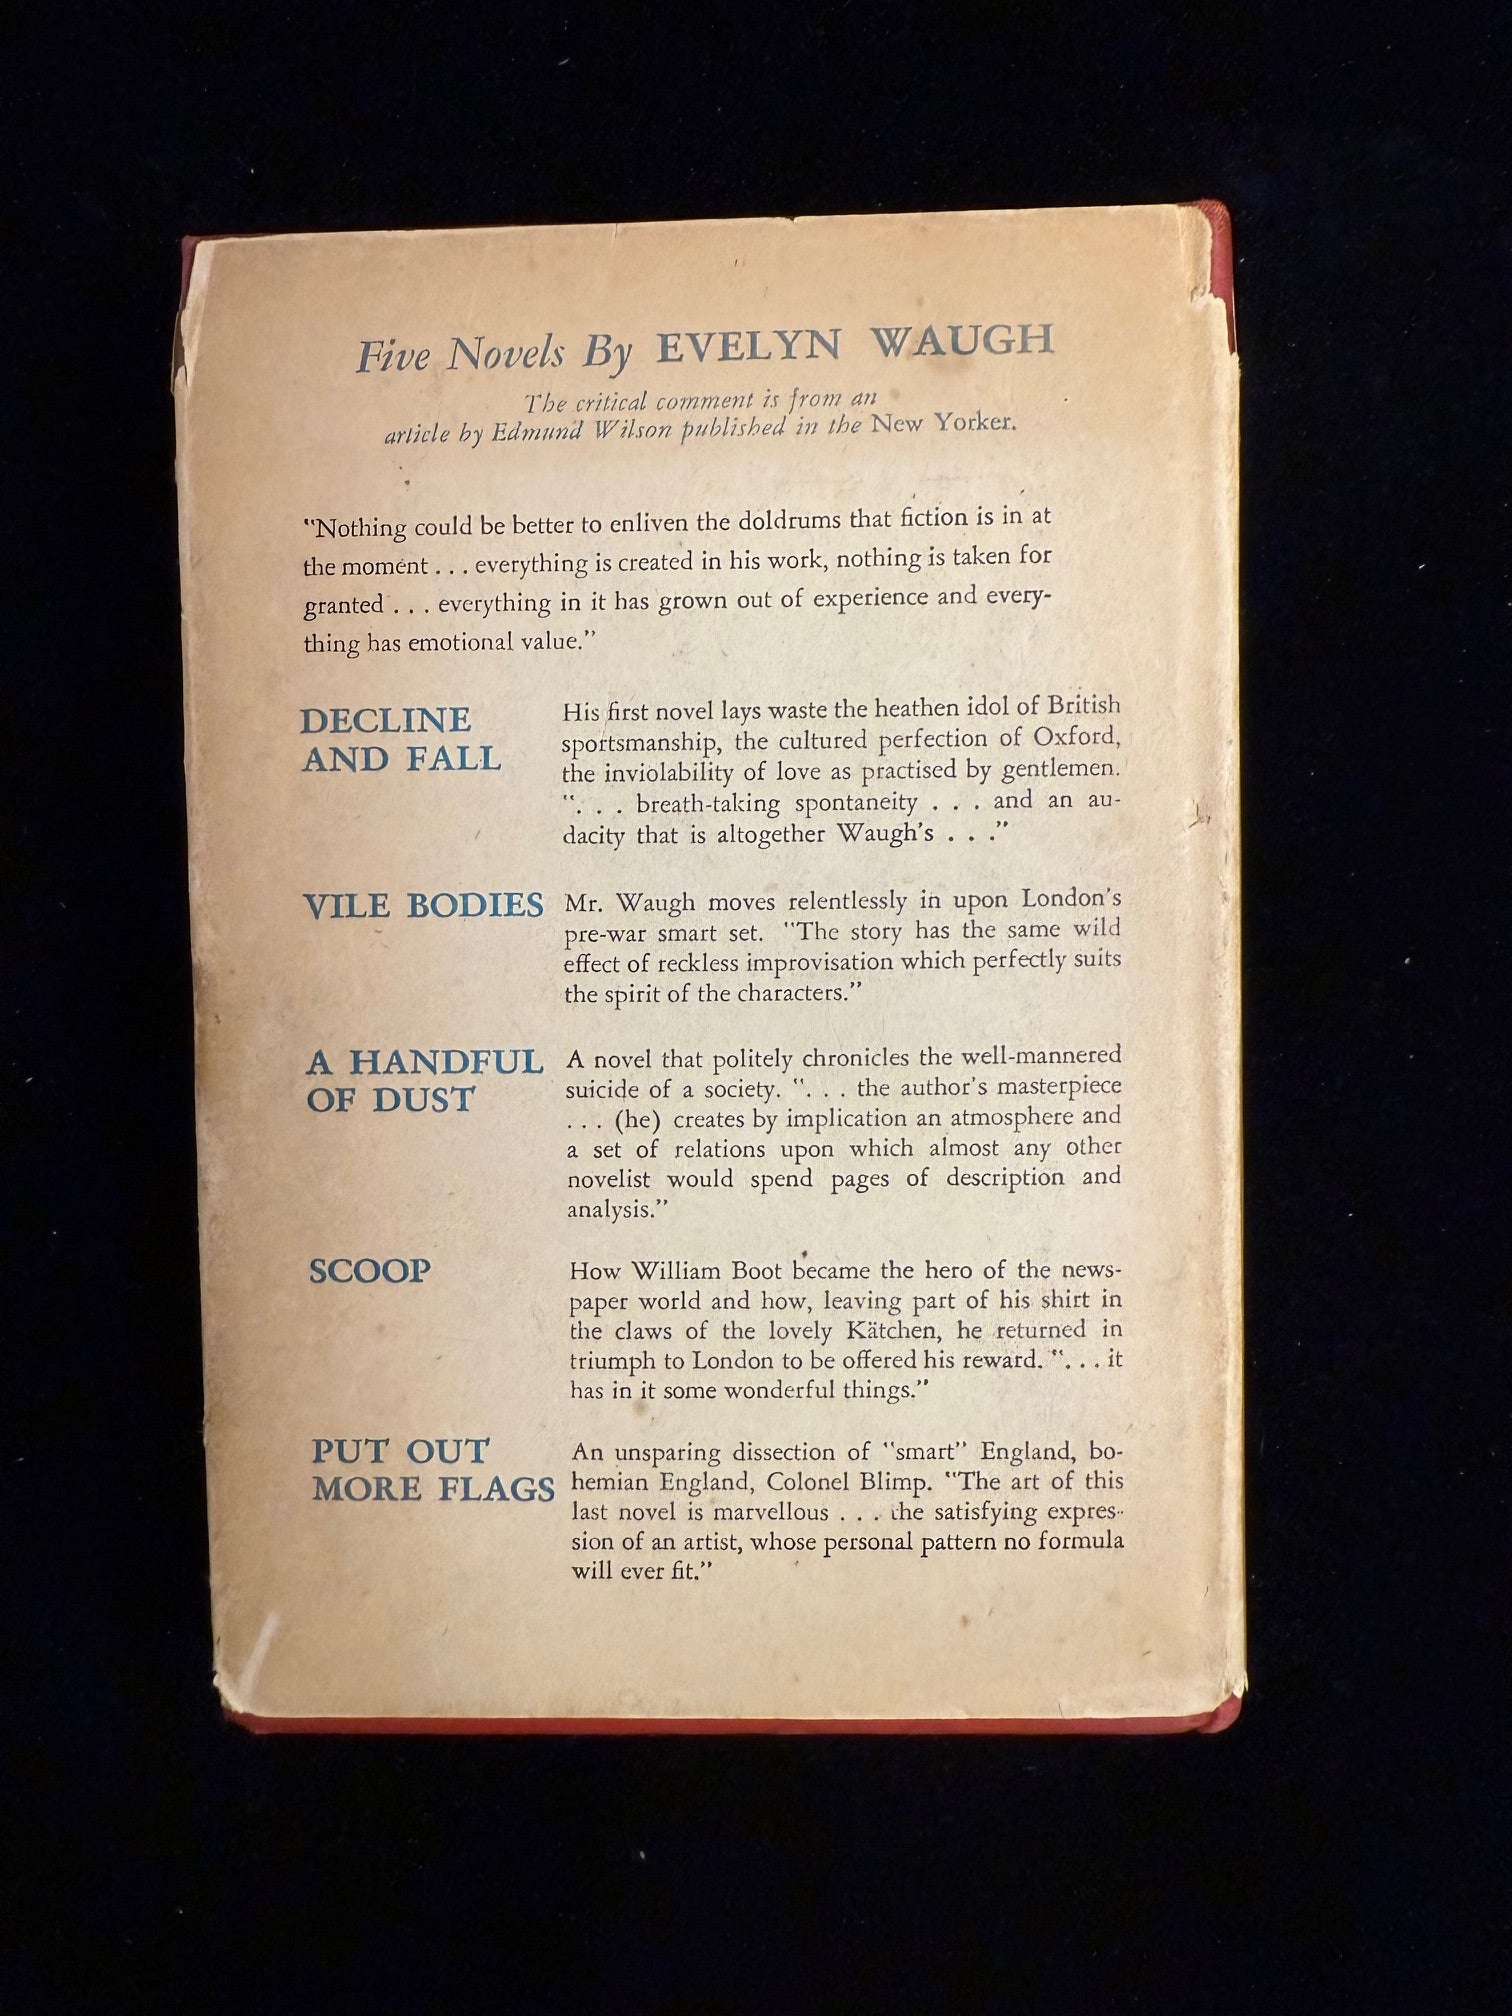 Five Novels By EVELYN WAUGH
The critical comment is from an
article by Edmund Wilson published in the New Yorker.
"Nothing could be better to enliven the doldrums that fiction is in at
the moment . . . everything is created in his work, nothing is taken for
granted . . . everything in it has grown out of experience and every-
thing has emotional value."
DECLINE
AND FALL
His first novel lays waste the heathen idol of British
sportsmanship, the cultured perfection of Oxford,
the inviolability of love as practised by gentlemen.
". . . breath-taking spontaneity . . . and an au-
dacity that is altogether Waugh's . . ."
VILE BODIES
Mr. Waugh moves relentlessly in upon London's
pre-war smart set. "The story has the same wild
effect of reckless improvisation which perfectly suits
the spirit of the characters."
A HANDFUL
OF DUST
A novel that politely chronicles the well-mannered
suicide of a society. ". . . the author's masterpiece
. . . (he) creates by implication an atmosphere and
a set of relations upon which almost any other
novelist would spend pages of description and
analysis."
SCOOP
How William Boot became the hero of the news-
paper world and how, leaving part of his shirt in
the claws of the lovely Kätchen, he returned in
triumph to London to be offered his reward. ". . . it
has in it some wonderful things."
PUT OUT
MORE FLAGS
An unsparing dissection of "smart" England, bo-
hemian England, Colonel Blimp. "The art of this
last novel is marvellous . . . the satisfying expres-
sion of an artist, whose personal pattern no formula
will ever fit."